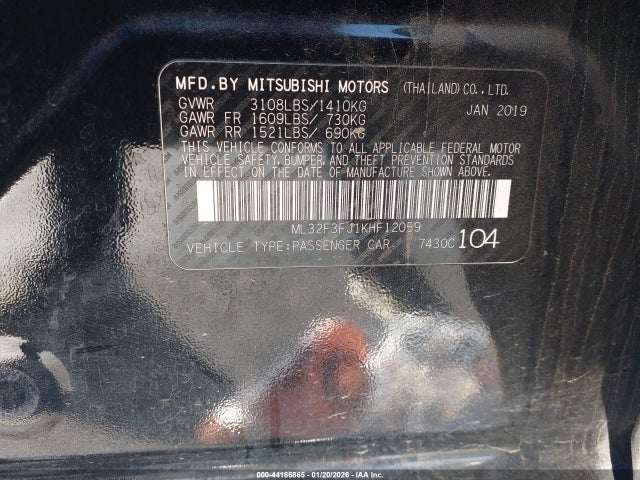 MFD.BY MITSUBISHI MOTORS (THAILAND)CO.,LTD.
GVWR 3108LBS/1410KG JAN 2019
GAWR FR 1609LBS/ 730KG
GAWR RR 1521LBS/ 690KG
THIS VEHICLE CONFORMS TO ALL APPLICABLE FEDERAL MOTOR
VEHICLE SAFETY, BUMPER, AND THEFT PREVENTION STANDARDS
IN EFFECT ON THE DATE OF MANUFACTURE SHOWN ABOVE.
ML32F3FJ1KHF12059
VEHICLE TYPE:PASSENGER CAR 7430C 104
000-44186865 - 01/20/2026 - IAA Inc.